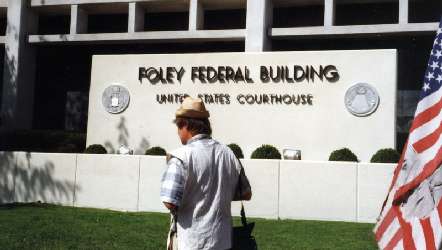 FOLEY FEDERAL BUILDING
UNITED STATES COURTHOUSE